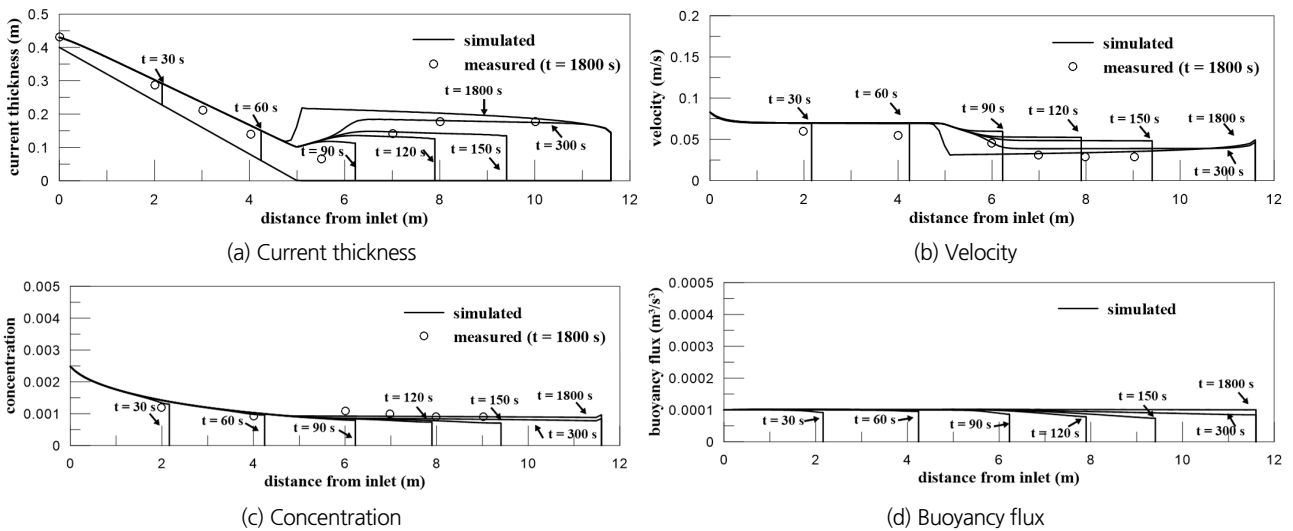 0.5
0.4
0.3
0.2
0.1
0
current thickness (m)
t = 30 s
t = 60 s
t = 90 s
t = 120 s
t = 150 s
t = 1800 s
t = 300 s
simulated
measured (t = 1800 s)
0 2 4 6 8 10 12
distance from inlet (m)
(a) Current thickness
0.2
0.15
0.1
0.05
0
velocity (m/s)
simulated
measured (t = 1800 s)
t = 30 s
t = 60 s
t = 90 s
t = 120 s
t = 150 s
t = 1800 s
t = 300 s
0 2 4 6 8 10 12
distance from inlet (m)
(b) Velocity
0.005
0.004
0.003
0.002
0.001
0
concentration
simulated
measured (t = 1800 s)
t = 30 s
t = 60 s
t = 90 s
t = 120 s
t = 150 s
t = 1800 s
t = 300 s
0 2 4 6 8 10 12
distance from inlet (m)
(c) Concentration
0.0005
0.0004
0.0003
0.0002
0.0001
0
buoyancy flux (m³/s³)
simulated
t = 30 s
t = 60 s
t = 90 s
t = 120 s
t = 150 s
t = 1800 s
t = 300 s
0 2 4 6 8 10 12
distance from inlet (m)
(d) Buoyancy flux